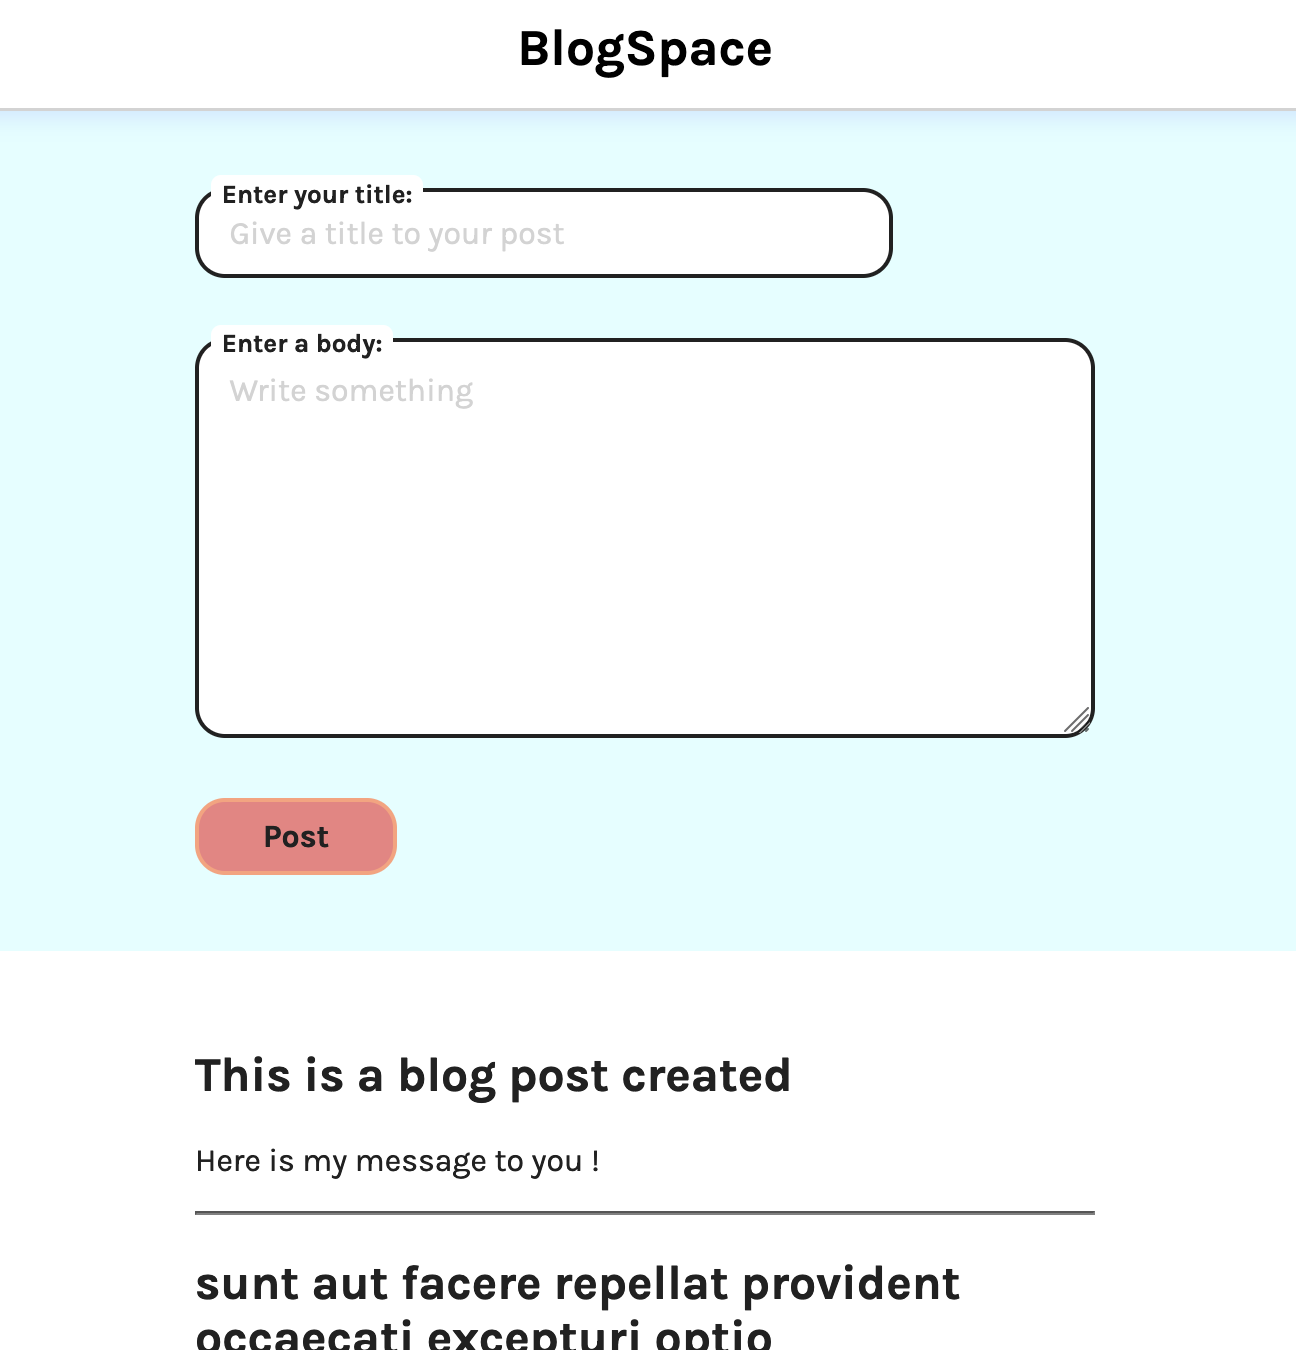 BlogSpace
Enter your title:
Give a title to your post
Enter a body:
Write something
Post
This is a blog post created
Here is my message to you !
sunt aut facere repellat provident
occaecati excepturi optio